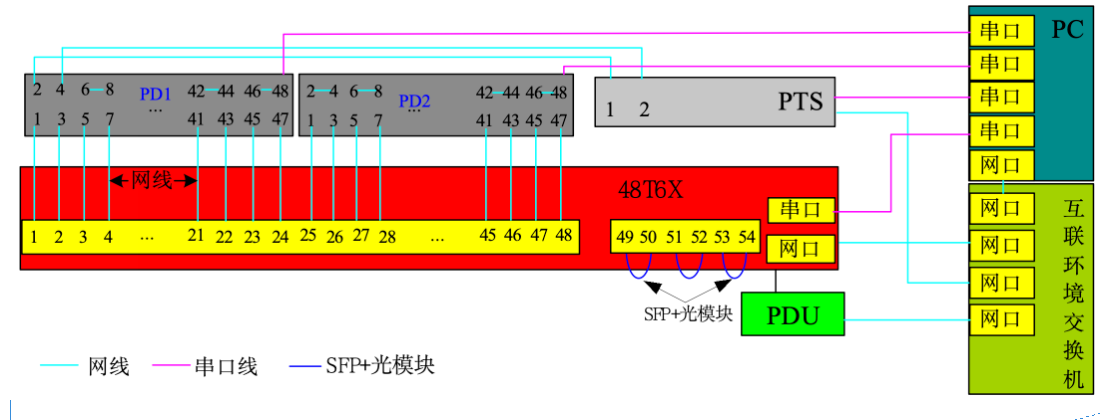 串口 PC
串口
2 4 6 8 PD1 ... 42 44 46 48
2 4 6 8 PD2 ... 42 44 46 48
PTS
串口
1 3 5 7 41 43 45 47
1 3 5 7 41 43 45 47
1 2
串口
网口
网线
48T6X
串口
网口
互联环境交换机
1 2 3 4 ... 21 22 23 24 25 26 27 28 ... 45 46 47 48
49 50 51 52 53 54
网口
网口
网口
SFP+光模块
PDU
网口
网线 串口线 SFP+光模块